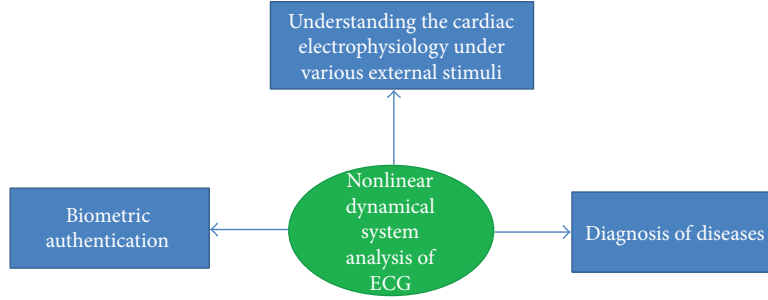 Understanding the cardiac
electrophysiology under
various external stimuli
Biometric
authentication
Nonlinear
dynamical
system
analysis of
ECG
Diagnosis of diseases